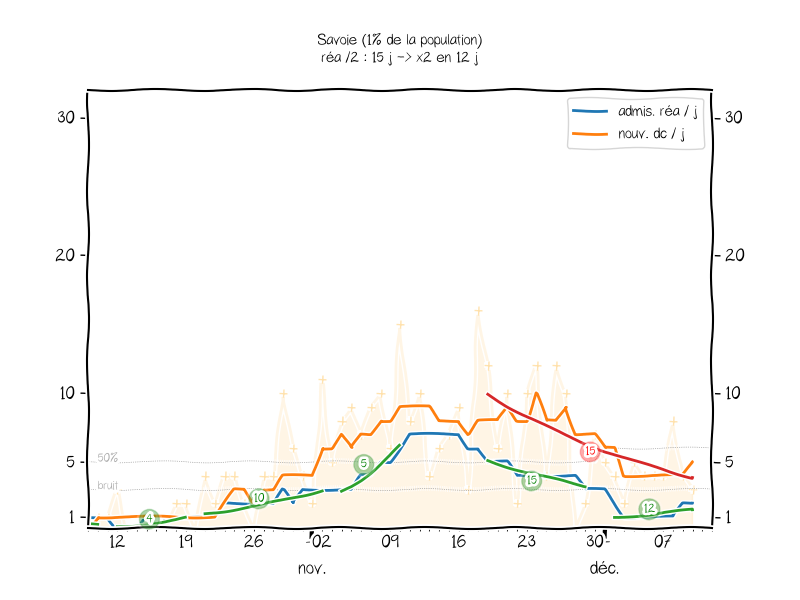 Savoie (1% de la population)
réa /2 : 15 j -> x2 en 12 j
admis. réa / j
nouv. dc / j
30 30
20 20
10 10
50%
5 5
bruit
1 1
4 10 5 15 15 12
12 19 26 02 09 16 23 30 07
nov. déc.